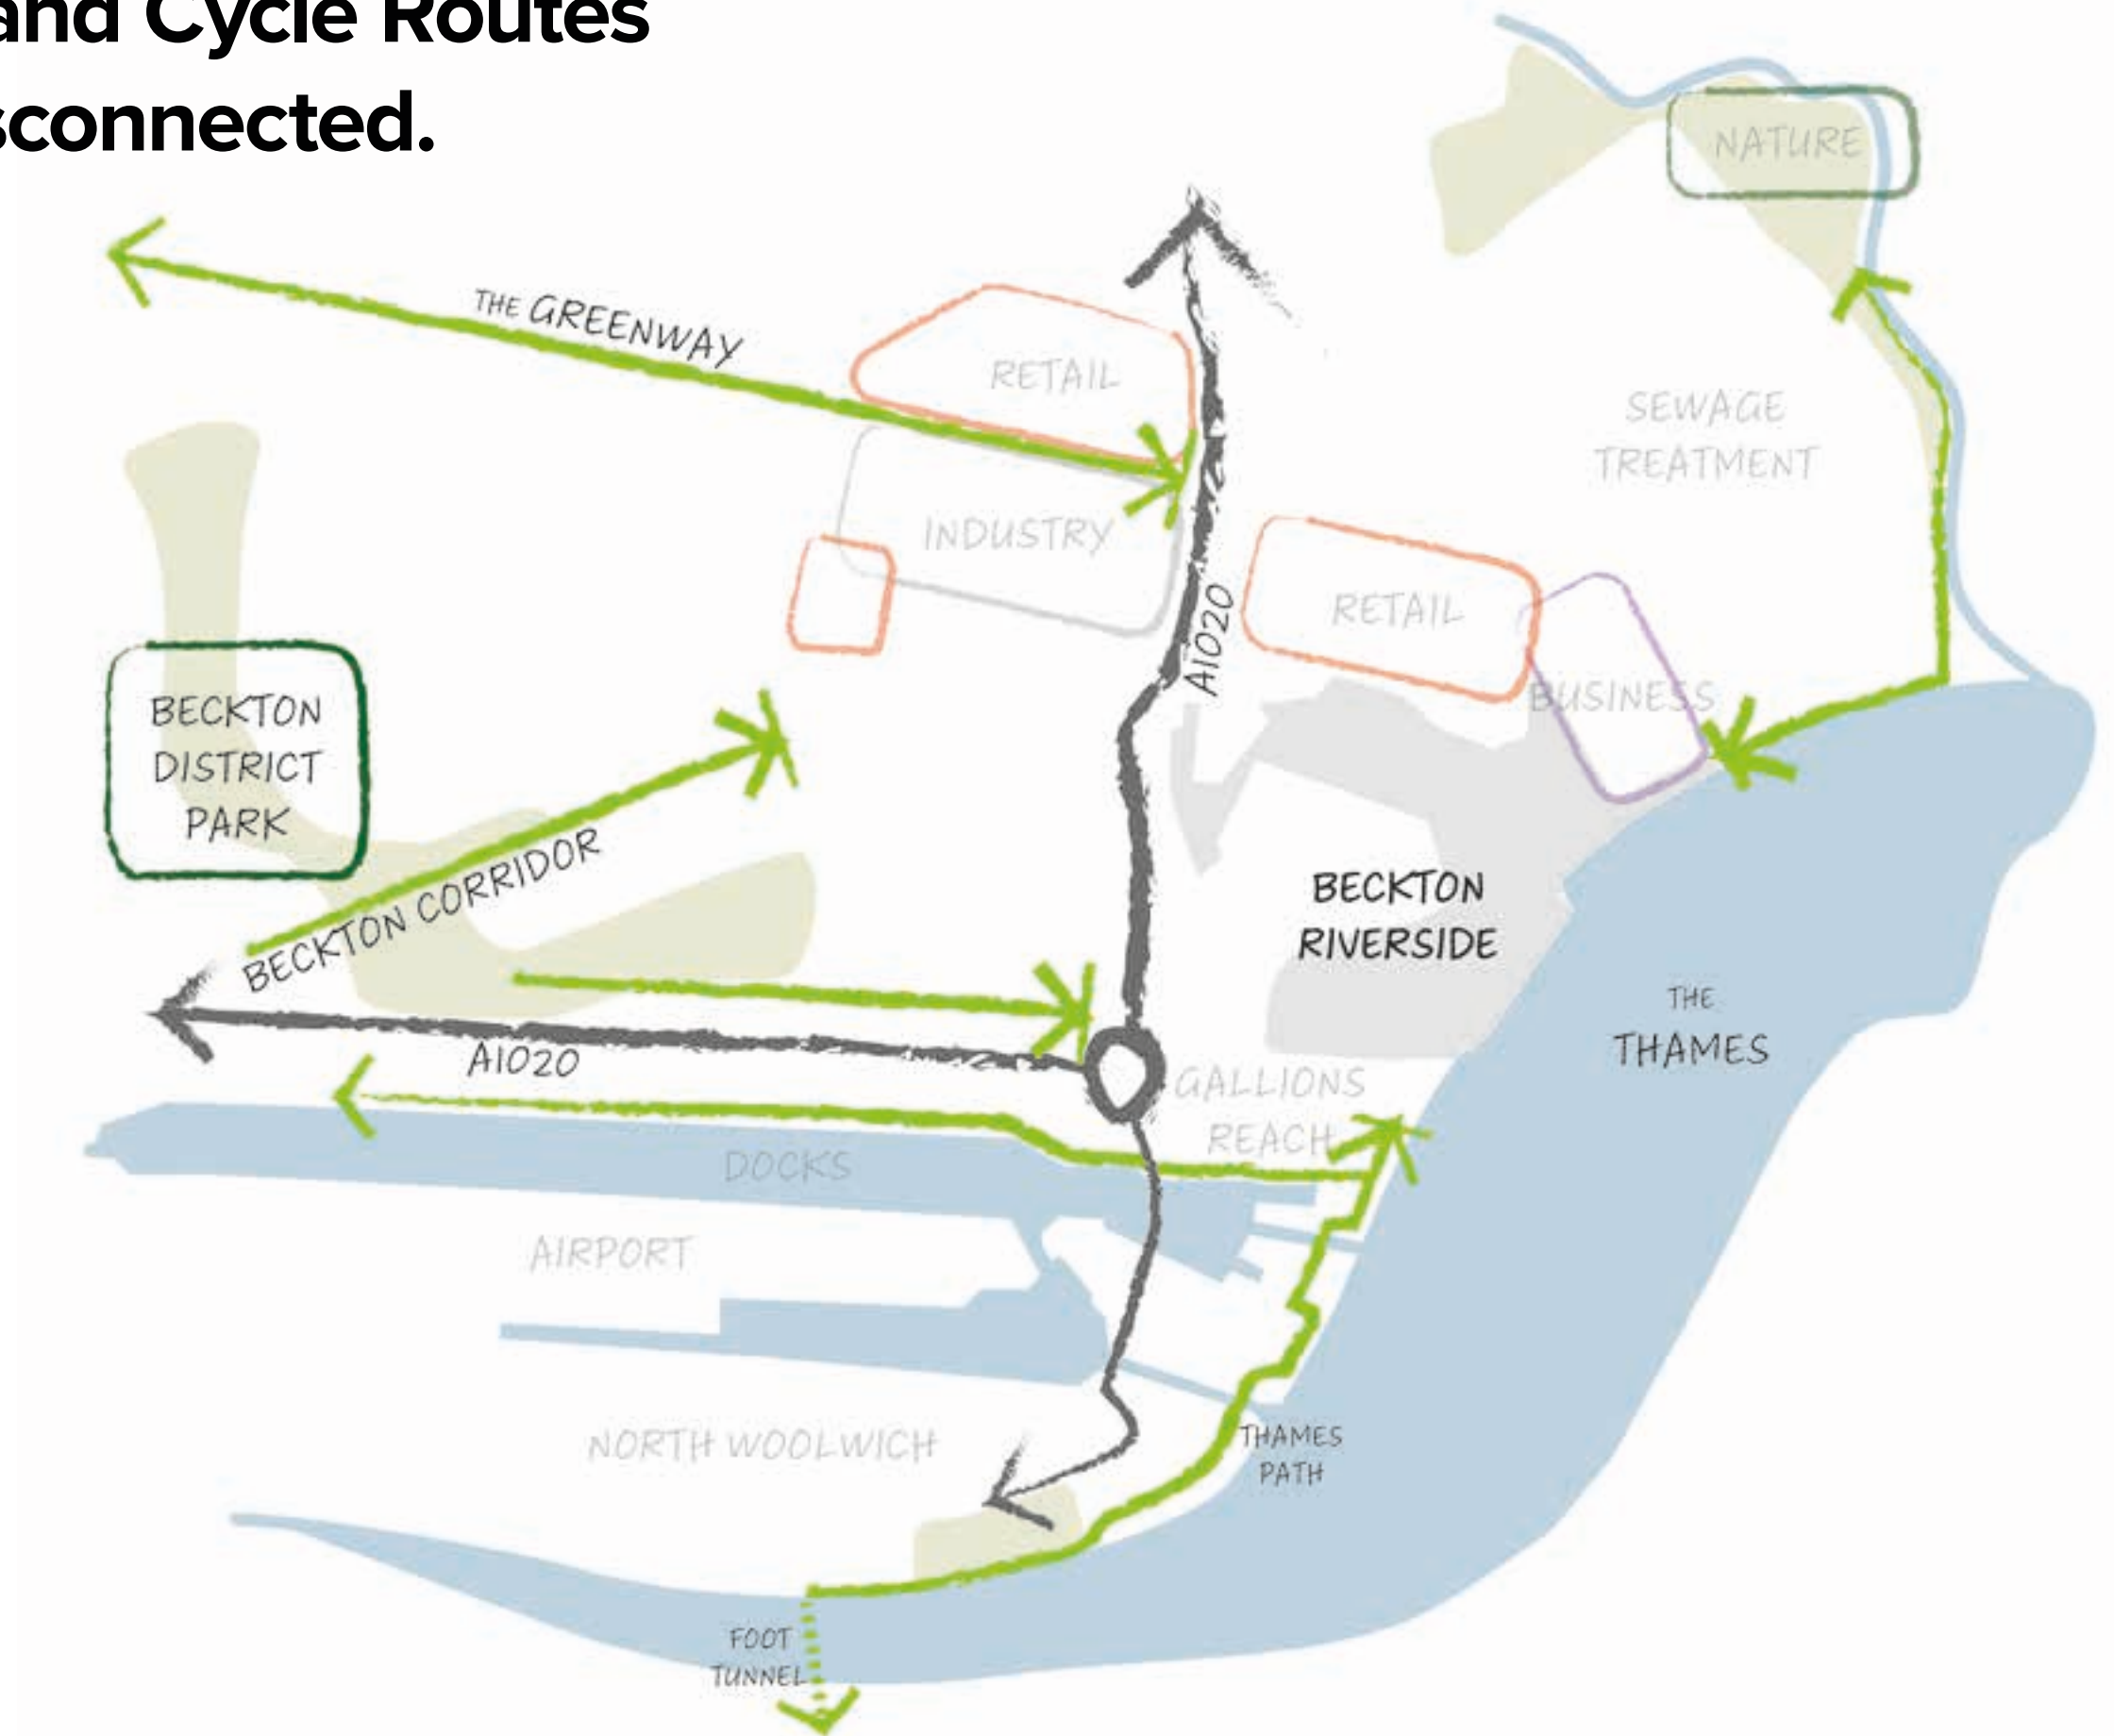 and Cycle Routes
sconnected.
NATURE
THE GREENWAY
RETAIL
SEWAGE
TREATMENT
INDUSTRY
A1020
RETAIL
BUSINESS
BECKTON
DISTRICT
PARK
BECKTON CORRIDOR
BECKTON
RIVERSIDE
THE
THAMES
A1020
GALLIONS
REACH
DOCKS
AIRPORT
NORTH WOOLWICH
THAMES
PATH
FOOT
TUNNEL